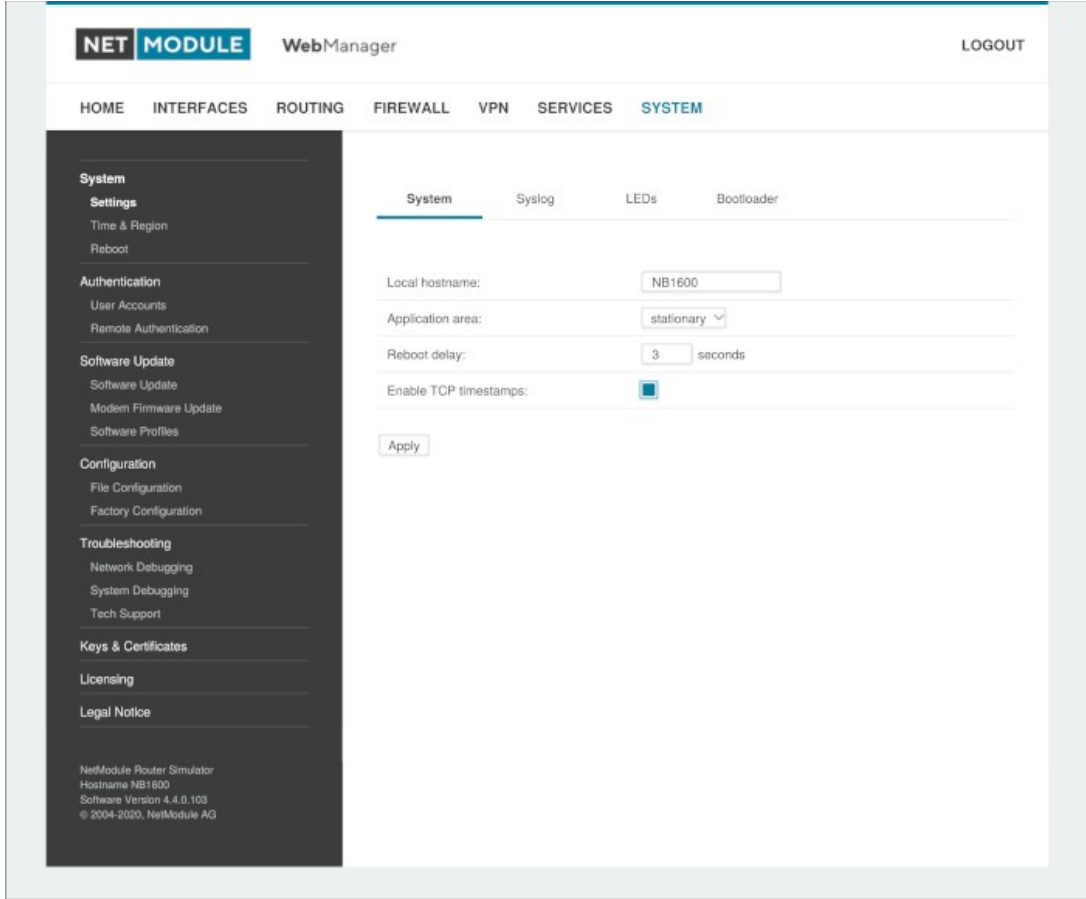 NET MODULE WebManager LOGOUT
HOME INTERFACES ROUTING FIREWALL VPN SERVICES SYSTEM
System
Settings
Time & Region
Reboot
Authentication
User Accounts
Remote Authentication
Software Update
Software Update
Modem Firmware Update
Software Profiles
Configuration
File Configuration
Factory Configuration
Troubleshooting
Network Debugging
System Debugging
Tech Support
Keys & Certificates
Licensing
Legal Notice
NetModule Router Simulator
Hostname NB1600
Software Version 4.4.0.103
© 2004-2020, NetModule AG
System Syslog LEDs Bootloader
Local hostname: NB1600
Application area: stationary
Reboot delay: 3 seconds
Enable TCP timestamps:
Apply